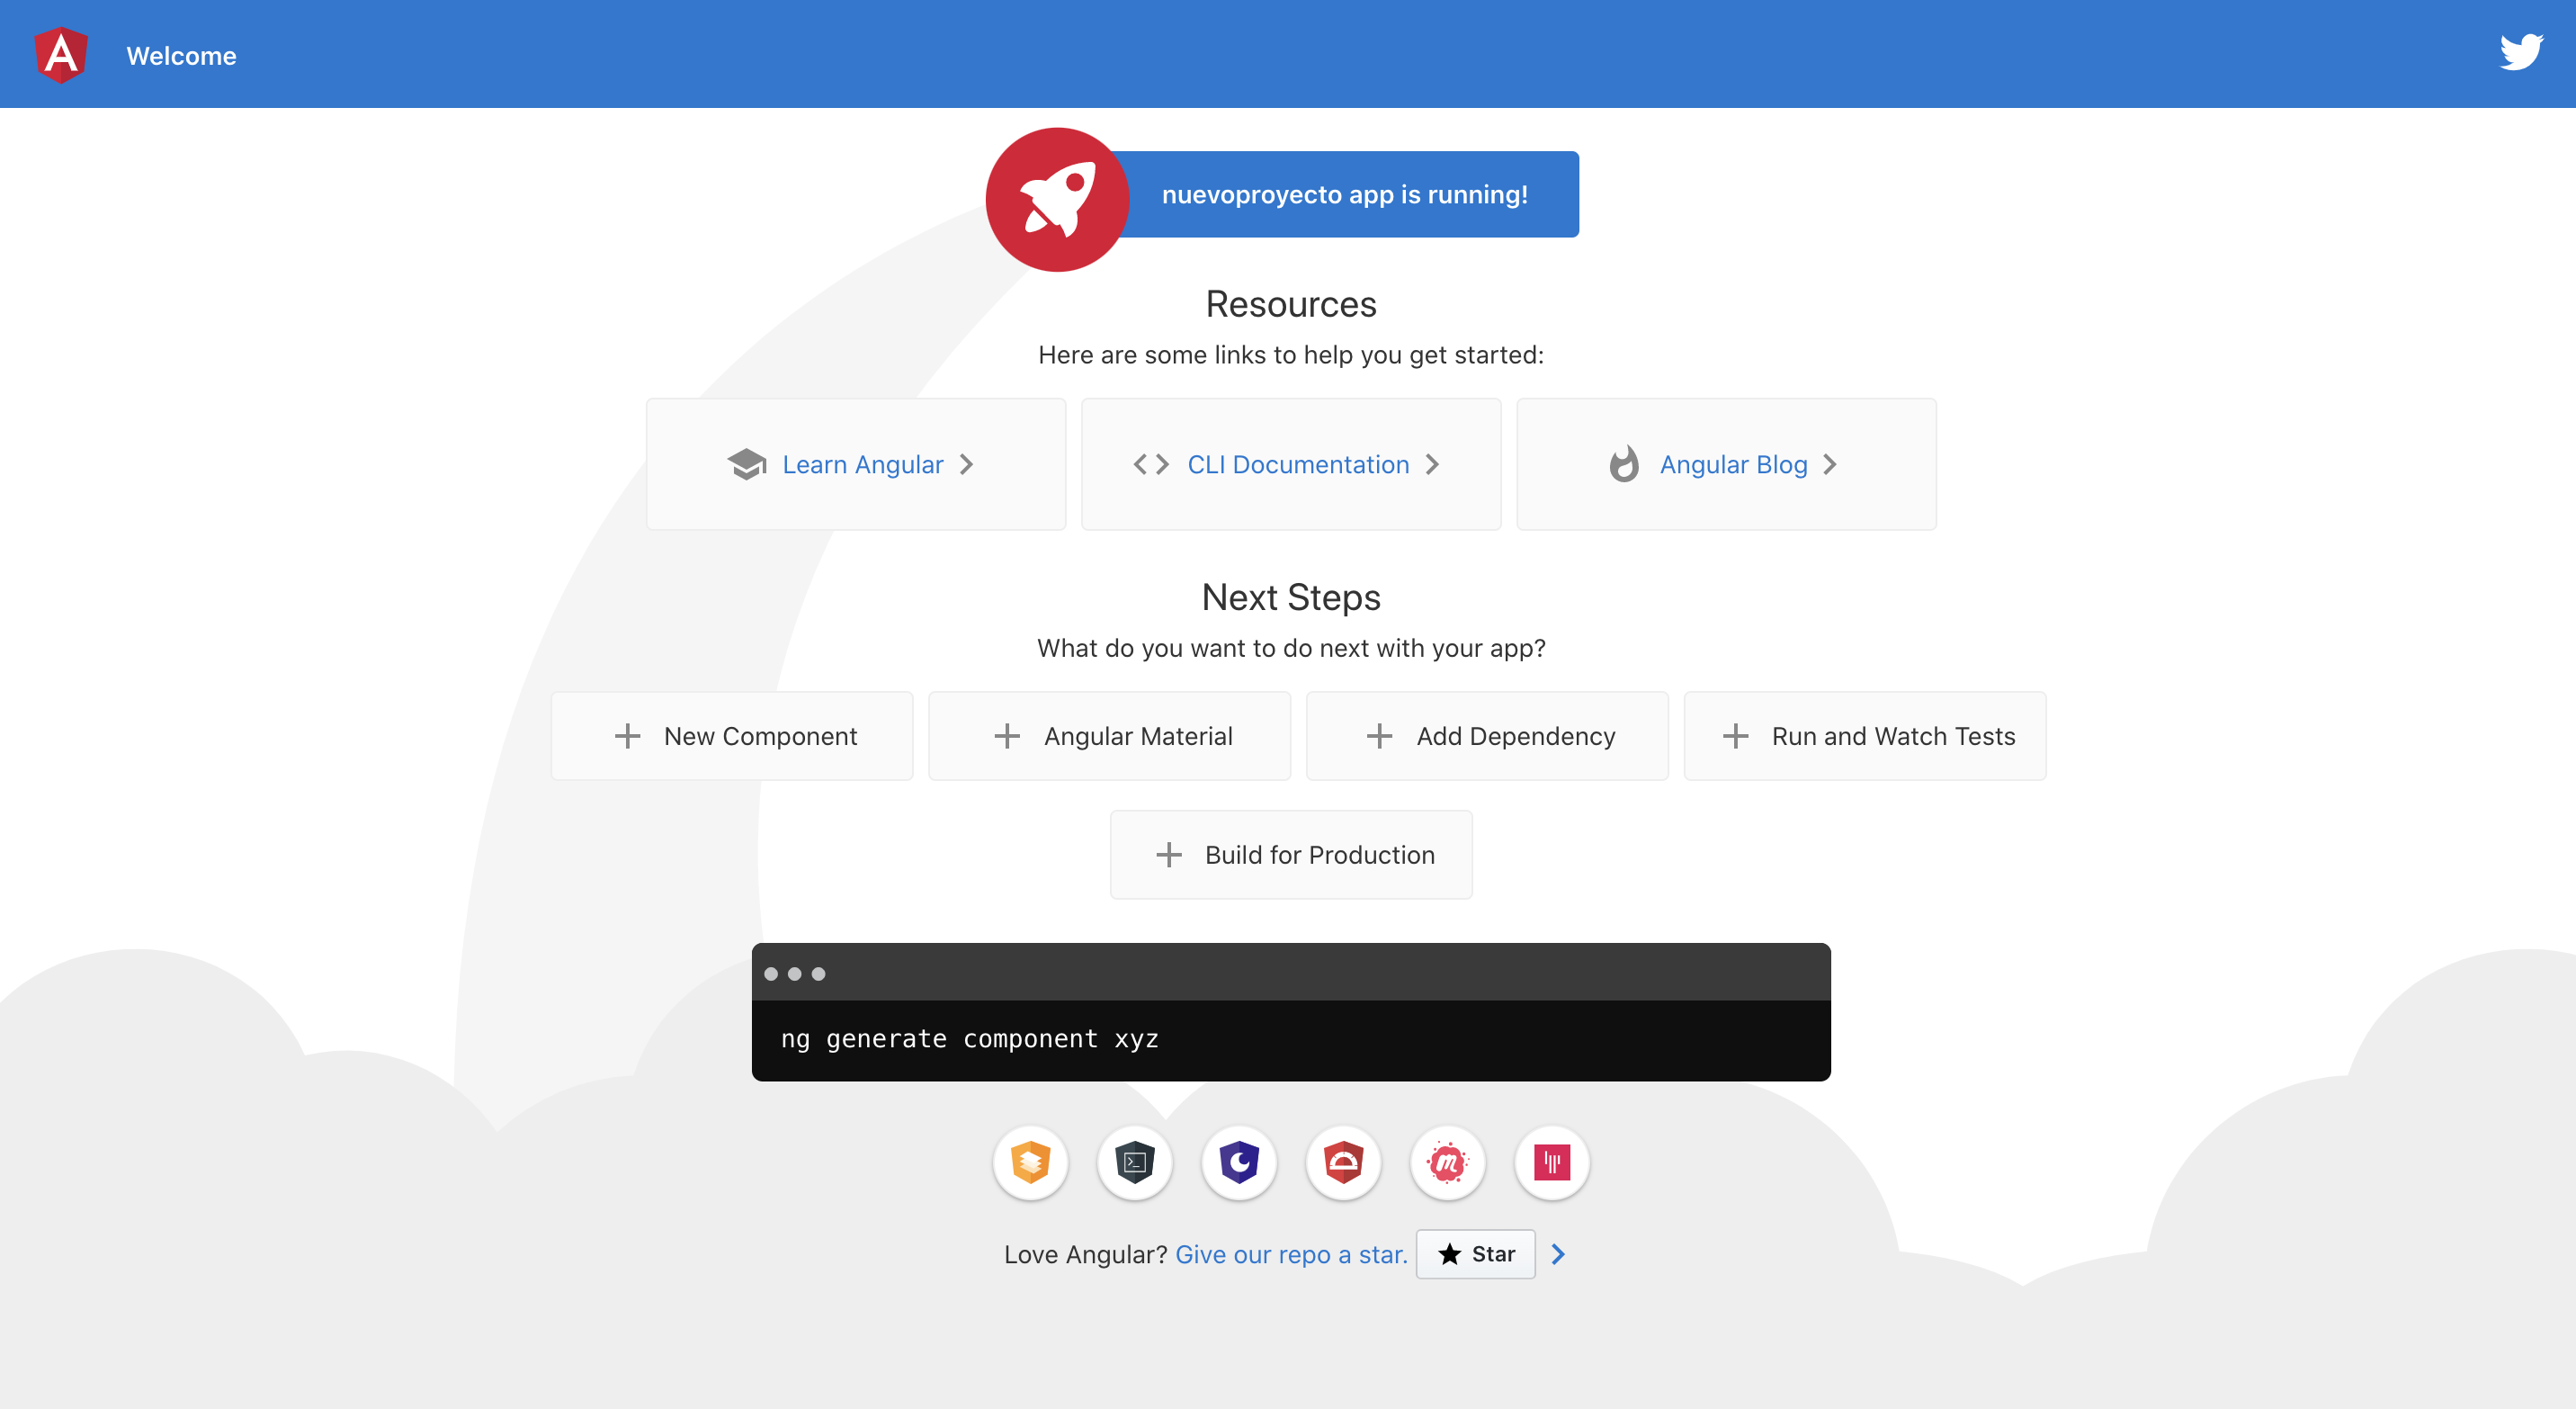 Welcome
nuevoproyecto app is running!
Resources
Here are some links to help you get started:
Learn Angular
CLI Documentation
Angular Blog
Next Steps
What do you want to do next with your app?
New Component
Angular Material
Add Dependency
Run and Watch Tests
Build for Production
ng generate component xyz
Love Angular? Give our repo a star. Star